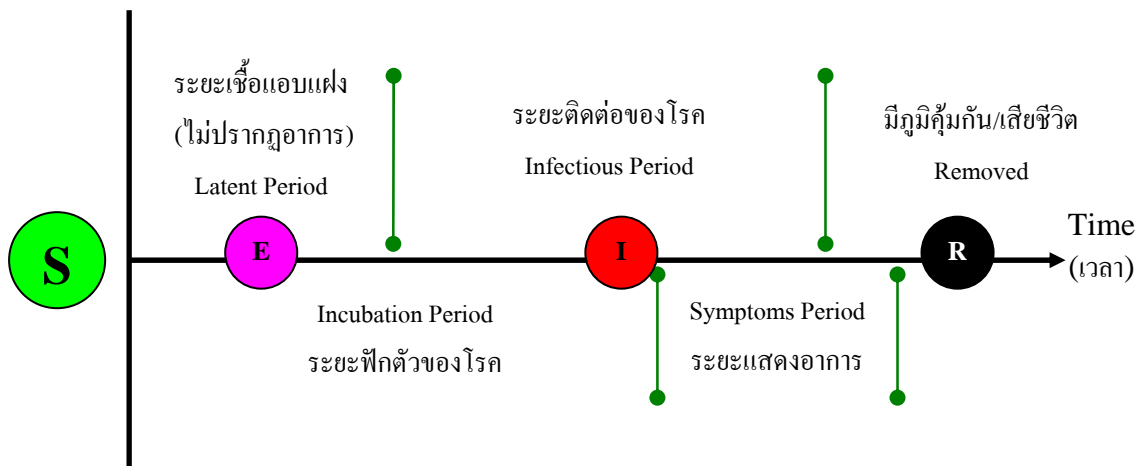 ระยะเชื้อแอบแฝง
(ไม่ปรากฏอาการ)
Latent Period
ระยะติดต่อของโรค
Infectious Period
มีภูมิคุ้มกัน/เสียชีวิต
Removed
S
E
I
R
Time
(เวลา)
Incubation Period
ระยะฟักตัวของโรค
Symptoms Period
ระยะแสดงอาการ